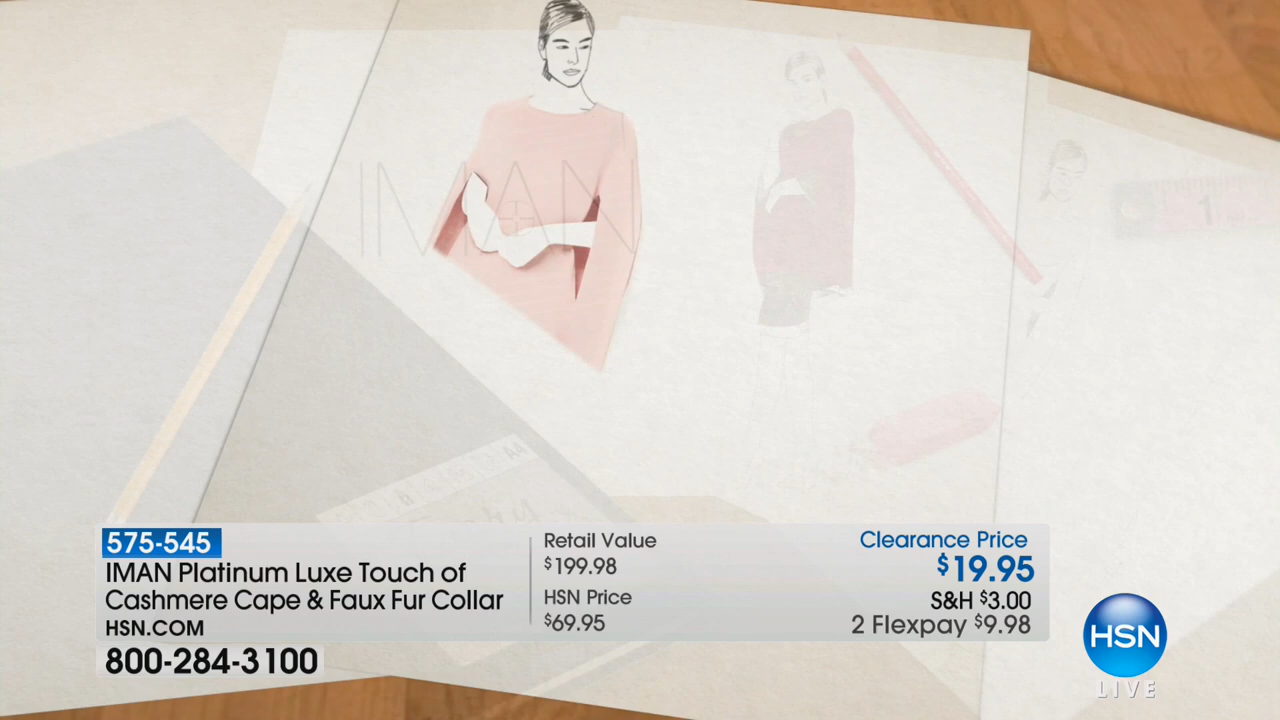 IMAN
1
575-545
IMAN Platinum Luxe Touch of
Cashmere Cape & Faux Fur Collar
HSN.COM
800-284-3100
Retail Value
$199.98
HSN Price
$69.95
Clearance Price
$19.95
S&H $3.00
2 Flexpay $9.98
HSN
LIVE